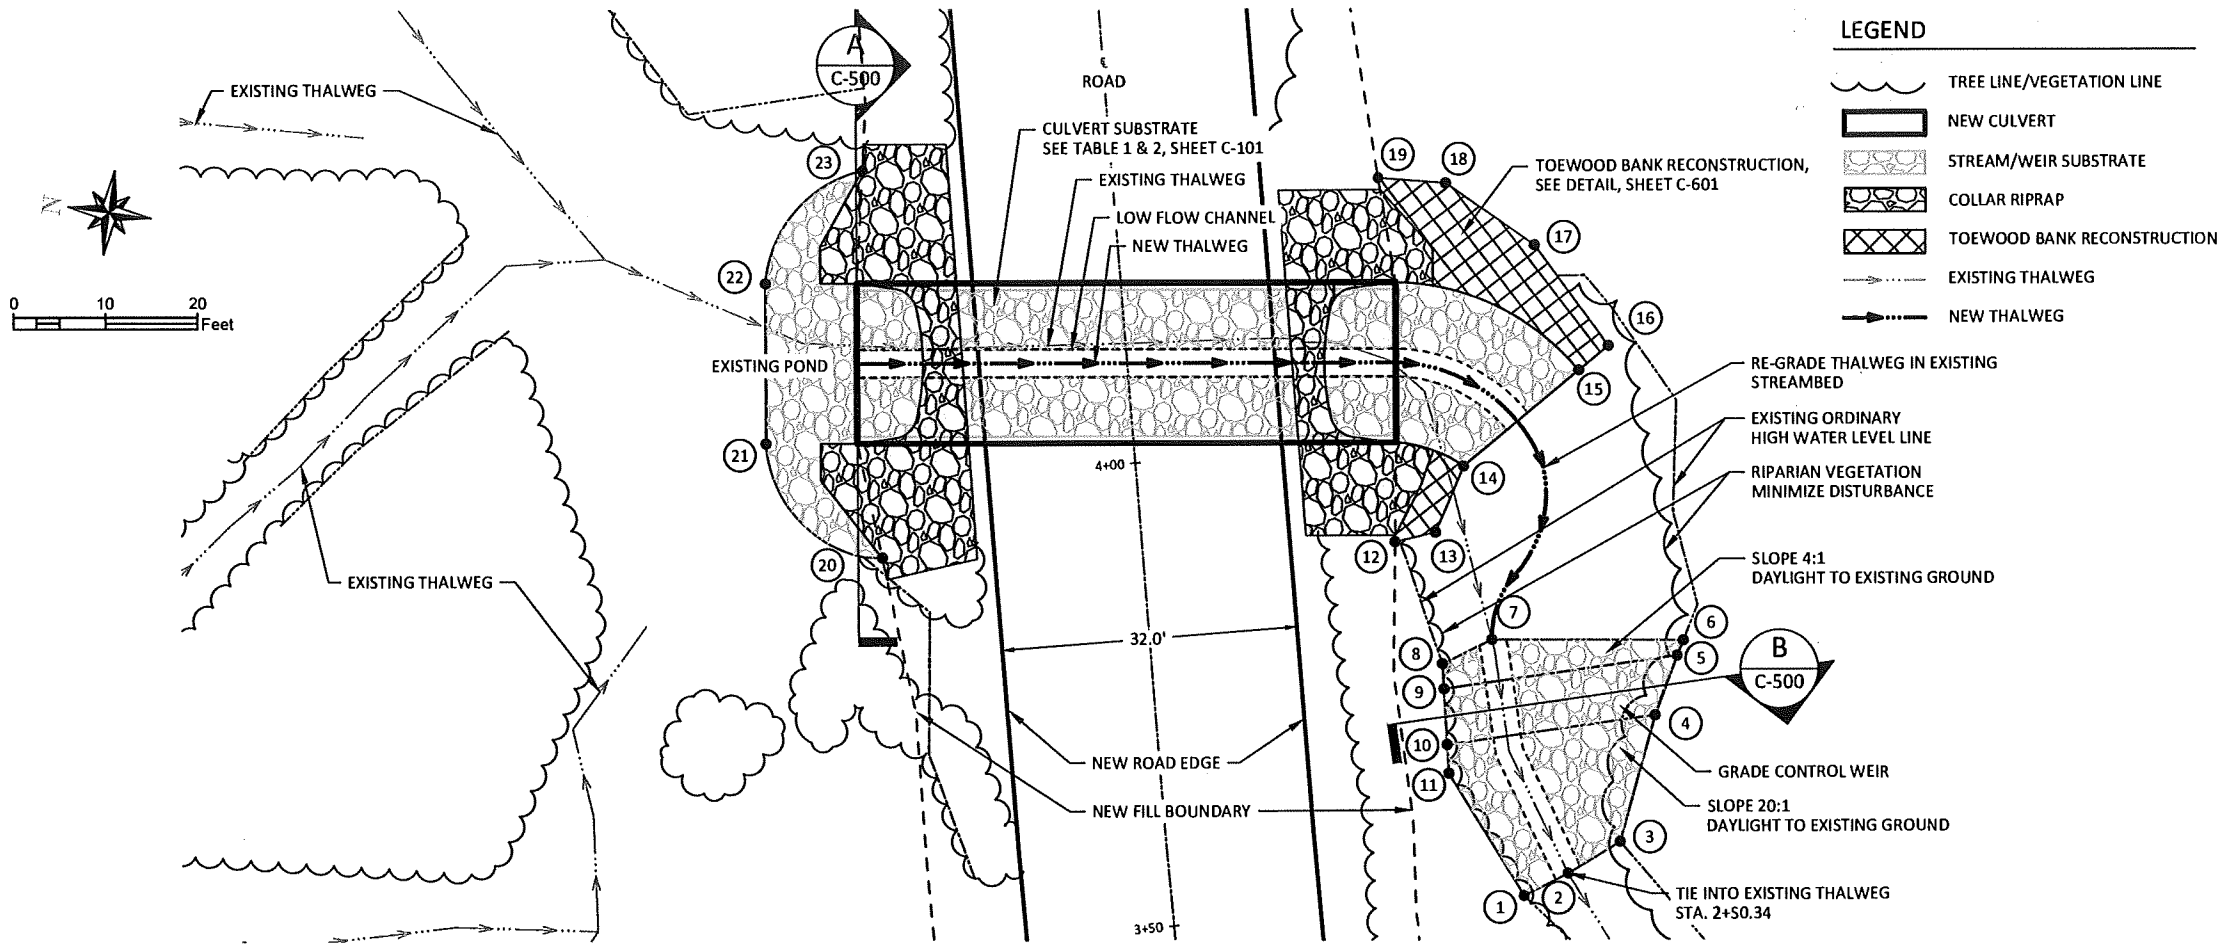 EXISTING THALWEG
A
C-500
℄
ROAD
CULVERT SUBSTRATE
SEE TABLE 1 & 2, SHEET C-101
EXISTING THALWEG
LOW FLOW CHANNEL
NEW THALWEG
23
22
21
20
19
18
17
16
15
14
13
12
TOEWOOD BANK RECONSTRUCTION,
SEE DETAIL, SHEET C-601
N
0 10 20
Feet
EXISTING POND
4+00
EXISTING THALWEG
32.0'
NEW ROAD EDGE
NEW FILL BOUNDARY
3+50
RE-GRADE THALWEG IN EXISTING
STREAMBED
EXISTING ORDINARY
HIGH WATER LEVEL LINE
RIPARIAN VEGETATION
MINIMIZE DISTURBANCE
SLOPE 4:1
DAYLIGHT TO EXISTING GROUND
7
6
8
5
9
4
10
11
3
1
2
B
C-500
GRADE CONTROL WEIR
SLOPE 20:1
DAYLIGHT TO EXISTING GROUND
TIE INTO EXISTING THALWEG
STA. 2+S0.34
LEGEND
TREE LINE/VEGETATION LINE
NEW CULVERT
STREAM/WEIR SUBSTRATE
COLLAR RIPRAP
TOEWOOD BANK RECONSTRUCTION
EXISTING THALWEG
NEW THALWEG